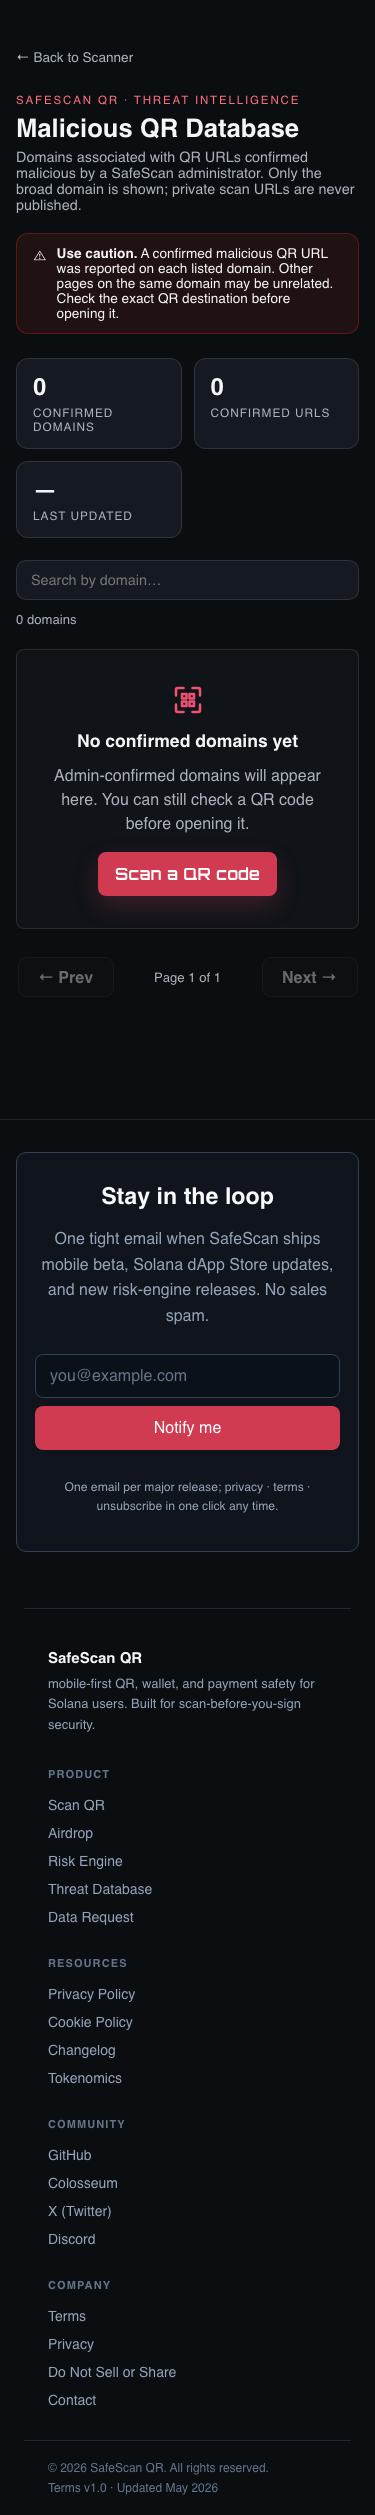 ← Back to Scanner
SAFESCAN QR · THREAT INTELLIGENCE
Malicious QR Database
Domains associated with QR URLs confirmed
malicious by a SafeScan administrator. Only the
broad domain is shown; private scan URLs are never
published.
⚠ Use caution. A confirmed malicious QR URL
was reported on each listed domain. Other
pages on the same domain may be unrelated.
Check the exact QR destination before
opening it.
0
CONFIRMED
DOMAINS
0
CONFIRMED URLS
—
LAST UPDATED
Search by domain…
0 domains
No confirmed domains yet
Admin-confirmed domains will appear
here. You can still check a QR code
before opening it.
Scan a QR code
← Prev
Page 1 of 1
Next →
Stay in the loop
One tight email when SafeScan ships
mobile beta, Solana dApp Store updates,
and new risk-engine releases. No sales
spam.
you@example.com
Notify me
One email per major release; privacy · terms ·
unsubscribe in one click any time.
SafeScan QR
mobile-first QR, wallet, and payment safety for
Solana users. Built for scan-before-you-sign
security.
PRODUCT
Scan QR
Airdrop
Risk Engine
Threat Database
Data Request
RESOURCES
Privacy Policy
Cookie Policy
Changelog
Tokenomics
COMMUNITY
GitHub
Colosseum
X (Twitter)
Discord
COMPANY
Terms
Privacy
Do Not Sell or Share
Contact
© 2026 SafeScan QR. All rights reserved.
Terms v1.0 · Updated May 2026